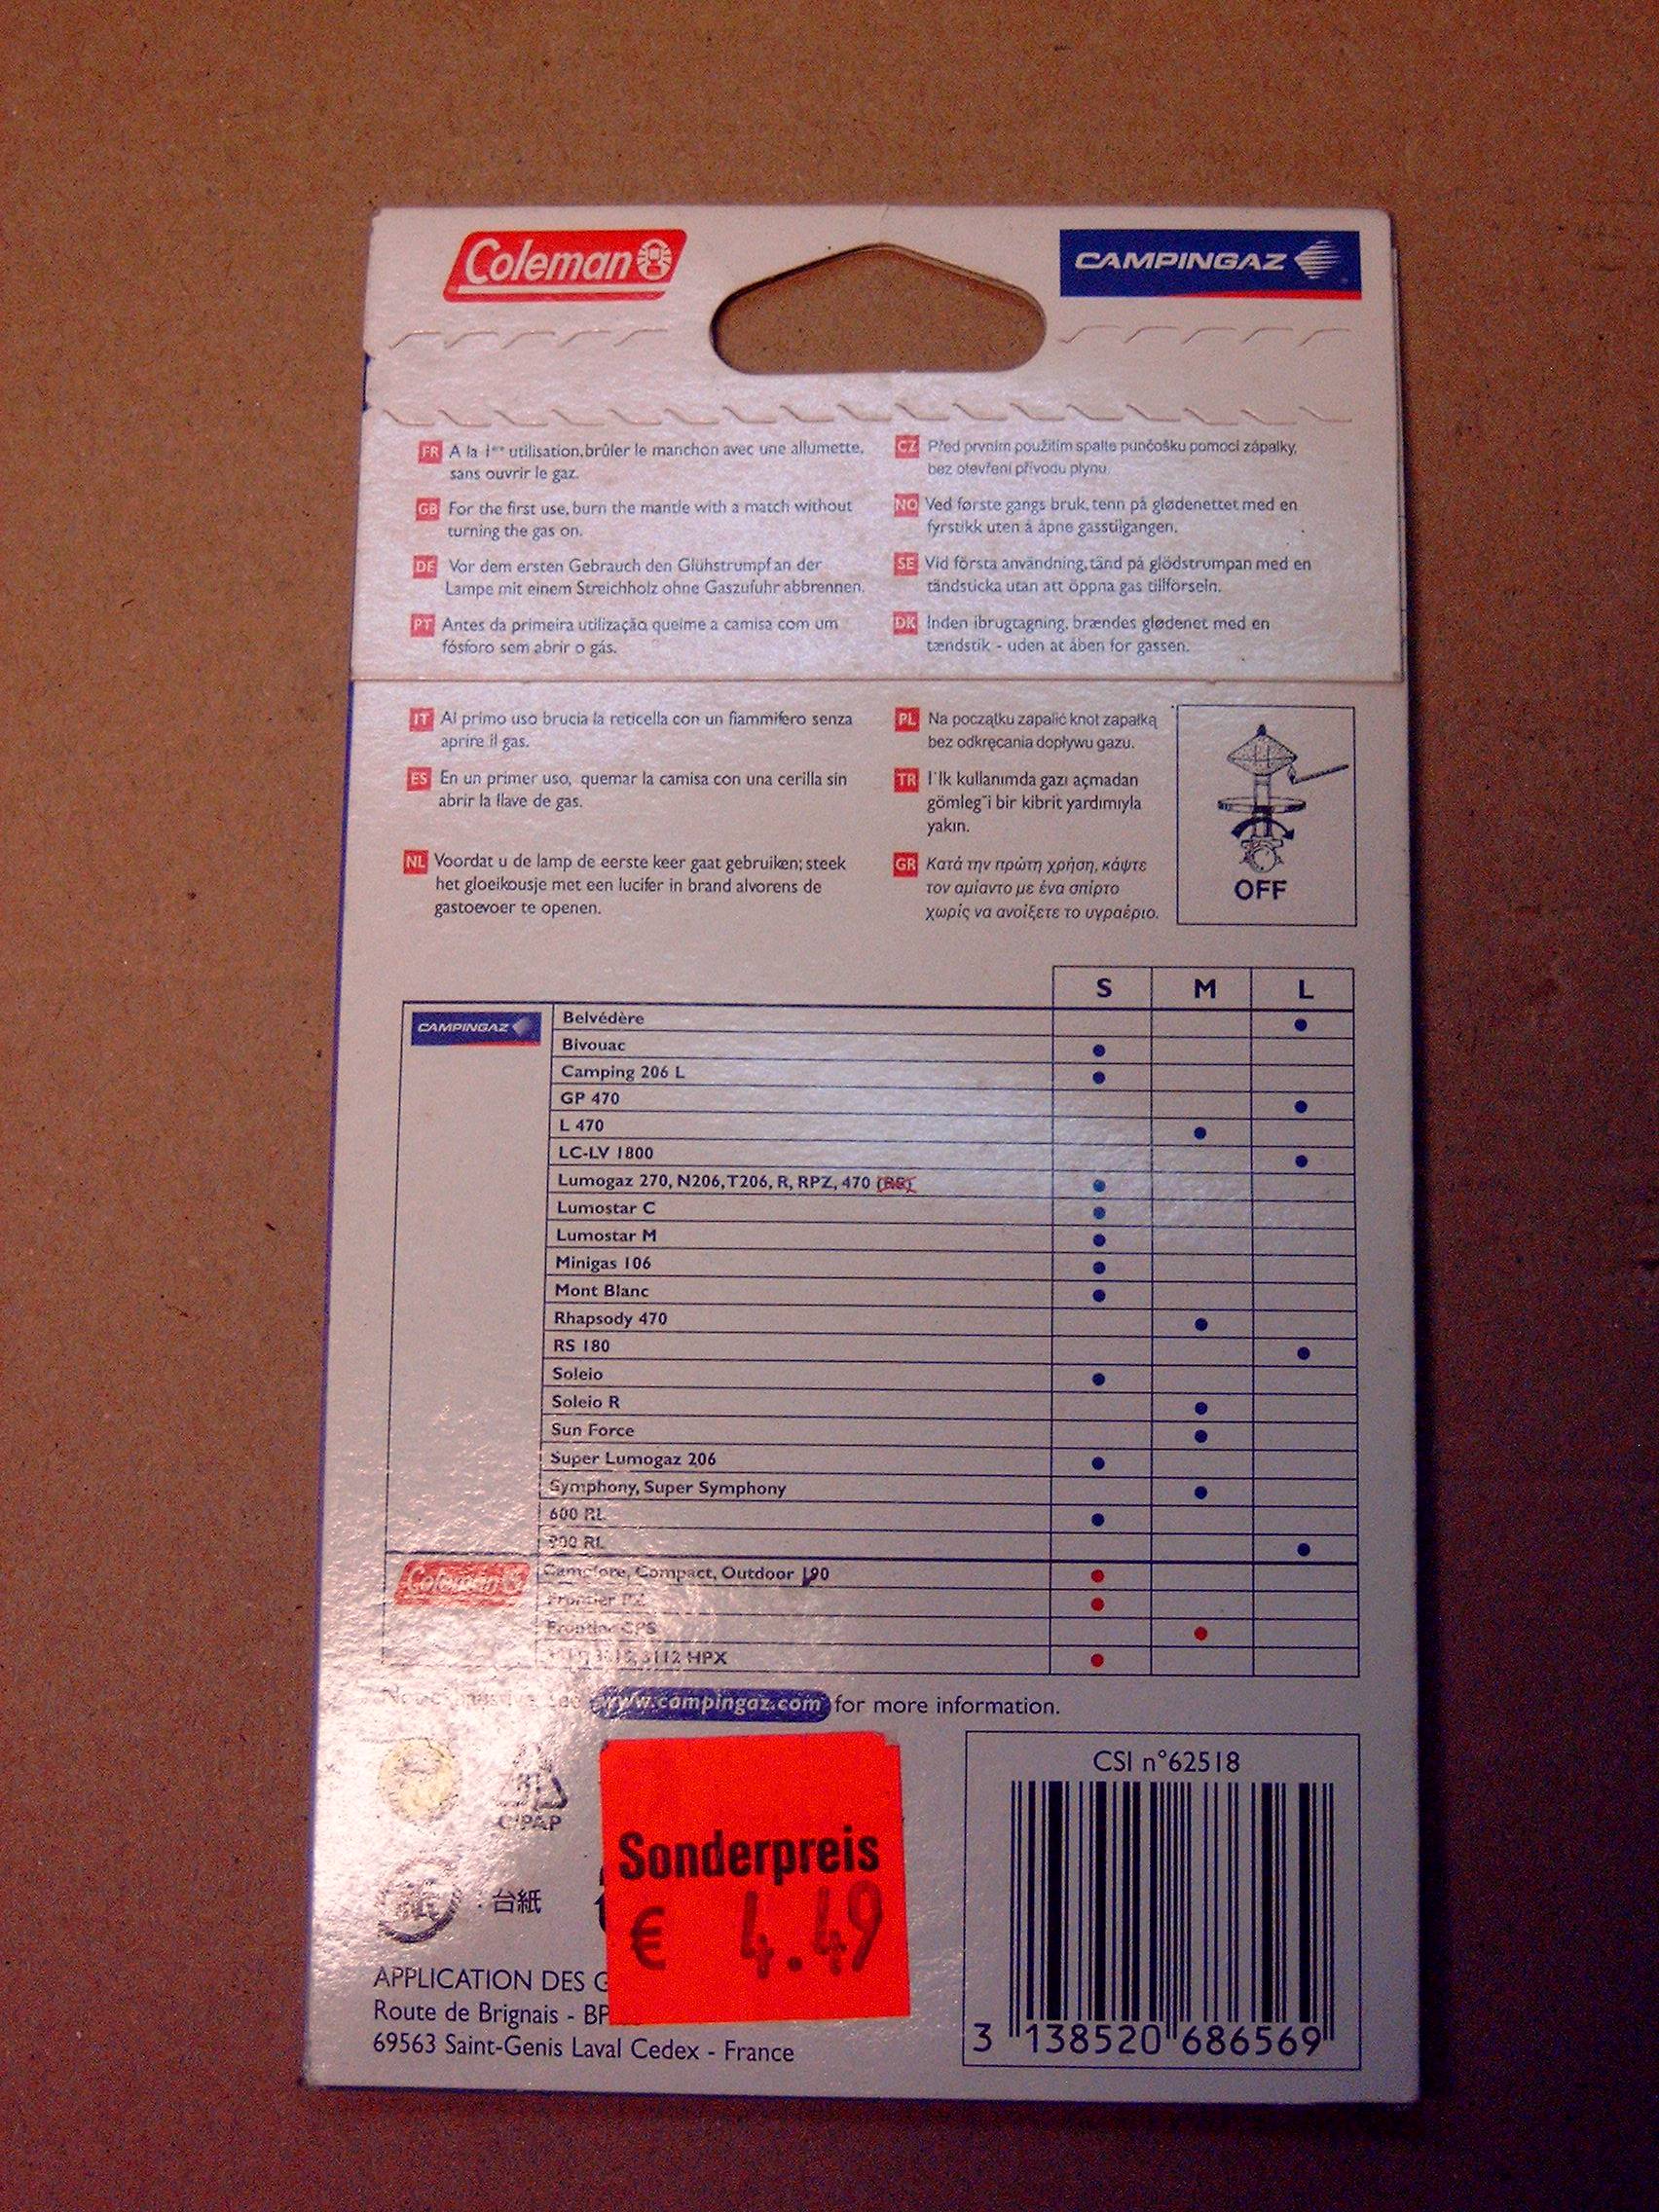 Coleman
CAMPINGAZ
FR A la 1ère utilisation, brûler le manchon avec une allumette,
sans ouvrir le gaz.
GB For the first use, burn the mantle with a match without
turning the gas on.
DE Vor dem ersten Gebrauch den Glühstrumpf an der
Lampe mit einem Streichholz ohne Gaszufuhr abbrennen.
PT Antes da primeira utilização queime a camisa com um
fósforo sem abrir o gás.
IT Al primo uso brucia la reticella con un fiammifero senza
aprire il gas.
ES En un primer uso, quemar la camisa con una cerilla sin
abrir la llave de gas.
NL Voordat u de lamp de eerste keer gaat gebruiken; steek
het gloeikousje met een lucifer in brand alvorens de
gastoevoer te openen.
CZ Před prvním použitím spalte punčošku pomocí zápalky,
bez otevření přívodu plynu.
NO Ved første gangs bruk, tenn på glødenettet med en
fyrstikk uten å åpne gasstilgangen.
SE Vid första användning, tänd på glödstrumpan med en
tändsticka utan att öppna gas tillförseln.
DK Inden ibrugtagning, brændes glødenet med en
tændstik - uden at åben for gassen.
PL Na początku zapalić knot zapałką
bez odkręcania dopływu gazu.
TR I˙lk kullanımda gazı açmadan
gömleg˘i bir kibrit yardımıyla
yakın.
GR Κατά την πρώτη χρήση, κάψτε
τον αμίαντο με ένα σπίρτο
χωρίς να ανοίξετε το υγραέριο.
OFF
S M L
CAMPINGAZ
Belvédère
Bivouac
Camping 206 L
GP 470
L 470
LC-LV 1800
Lumogaz 270, N206, T206, R, RPZ, 470
Lumostar C
Lumostar M
Minigas 106
Mont Blanc
Rhapsody 470
RS 180
Soleio
Soleio R
Sun Force
Super Lumogaz 206
Symphony, Super Symphony
600 RL
900 RL
Coleman
Compact, Outdoor 190
Frontier PZ
Frontier CPS
3112 HPX
www.campingaz.com for more information.
CSI n°62518
C/PAP
台紙
Sonderpreis
€ 4.49
APPLICATION DES G
Route de Brignais - BP
69563 Saint-Genis Laval Cedex - France
3 138520 686569